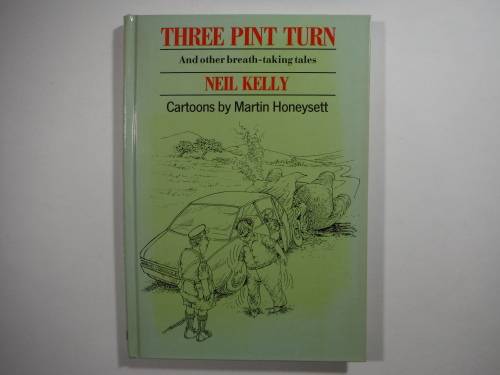 THREE PINT TURN
And other breath-taking tales
NEIL KELLY
Cartoons by Martin Honeysett